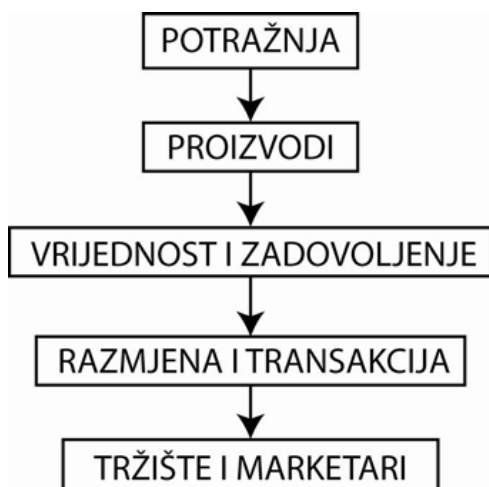 POTRAŽNJA
PROIZVODI
VRIJEDNOST I ZADOVOLJENJE
RAZMJENA I TRANSAKCIJA
TRŽIŠTE I MARKETARI